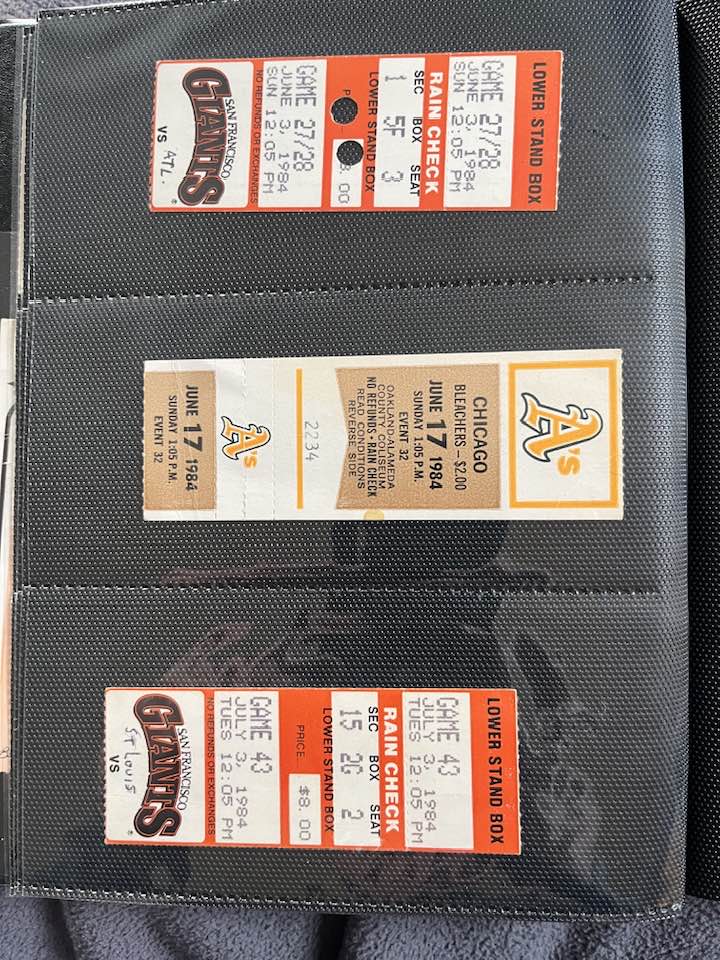 LOWER STAND BOX
GAME 27/28
JUNE 3, 1984
SUN 12:05 PM
RAIN CHECK
SEC BOX SEAT
1 5F 3
LOWER STAND BOX
GAME 27/28
JUNE 3, 1984
SUN 12:05 PM
NO REFUNDS OR EXCHANGES
SAN FRANCISCO
GIANTS
VS ATL.
A's
CHICAGO
BLEACHERS - $2.00
JUNE 17 1984
SUNDAY 1:05 P.M.
EVENT 32
OAKLAND-ALAMEDA
COUNTY COLISEUM
NO REFUNDS • RAIN CHECK
READ CONDITIONS
REVERSE SIDE
2234
A's
JUNE 17 1984
SUNDAY 1:05 P.M.
EVENT 32
LOWER STAND BOX
GAME 43
JULY 3, 1984
TUES 12:05 PM
RAIN CHECK
SEC BOX SEAT
15 2G 2
LOWER STAND BOX
PRICE $8.00
GAME 43
JULY 3, 1984
TUES 12:05 PM
NO REFUNDS OR EXCHANGES
SAN FRANCISCO
GIANTS
ST LOUIS
VS